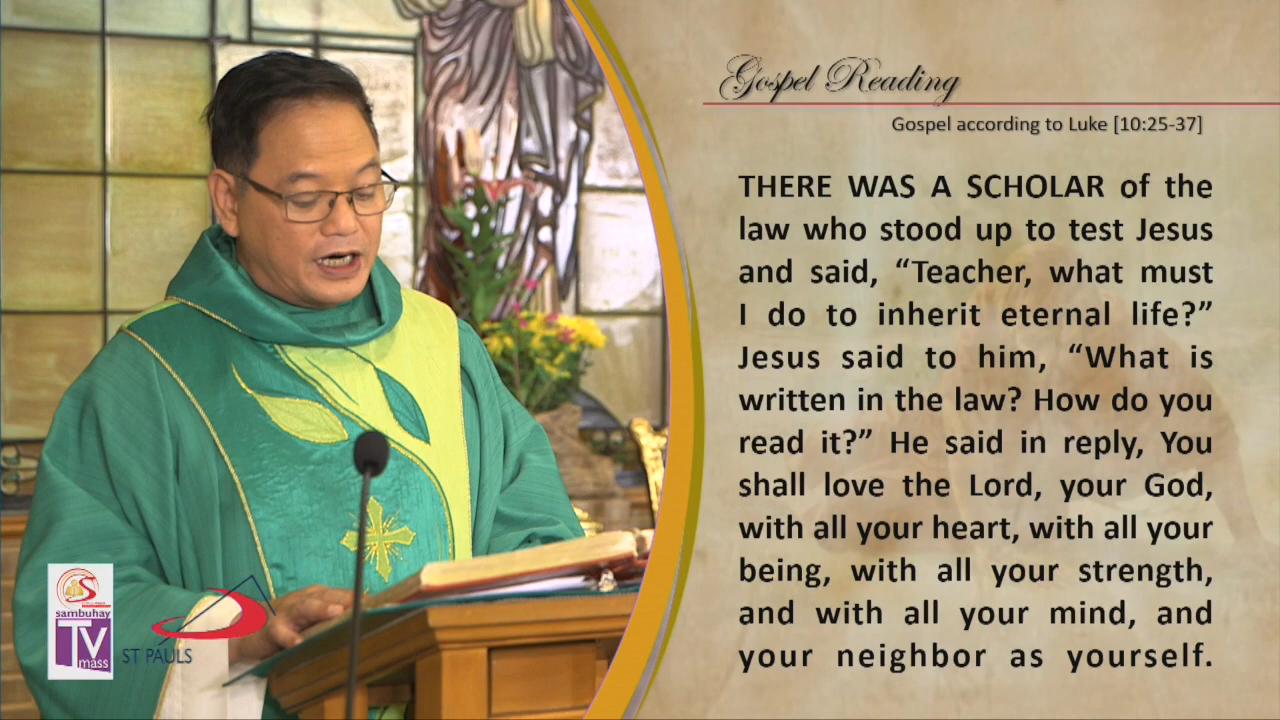 Gospel Reading
Gospel according to Luke [10:25-37]
THERE WAS A SCHOLAR of the
law who stood up to test Jesus
and said, “Teacher, what must
I do to inherit eternal life?”
Jesus said to him, “What is
written in the law? How do you
read it?” He said in reply, You
shall love the Lord, your God,
with all your heart, with all your
being, with all your strength,
and with all your mind, and
your neighbor as yourself.
sambuhay
TV
mass
ST PAULS